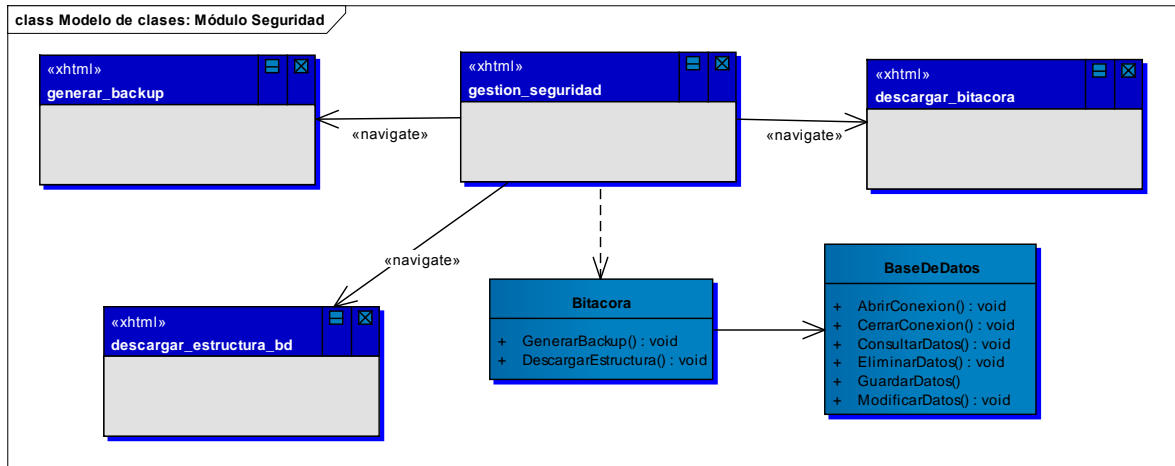 class Modelo de clases: Módulo Seguridad
«xhtml»
generar_backup
«xhtml»
gestion_seguridad
«xhtml»
descargar_bitacora
«navigate»
«navigate»
«navigate»
«xhtml»
descargar_estructura_bd
Bitacora
+ GenerarBackup() : void
+ DescargarEstructura() : void
BaseDeDatos
+ AbrirConexion() : void
+ CerrarConexion() : void
+ ConsultarDatos() : void
+ EliminarDatos() : void
+ GuardarDatos()
+ ModificarDatos() : void